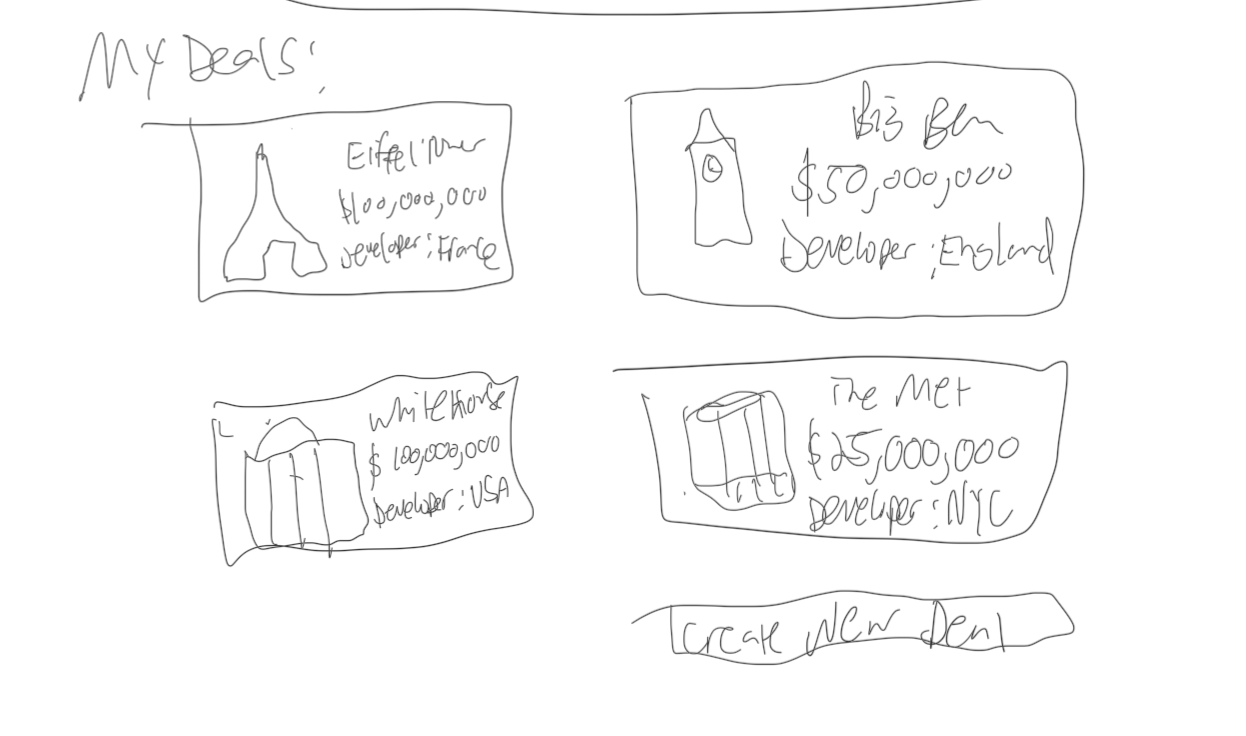 My Deals:
Eiffel Tower
$100,000,000
Developer: France
Big Ben
$50,000,000
Developer: England
White House
$ 100,000,000
Developer: USA
The Met
$25,000,000
Developer: NYC
Create New Deal